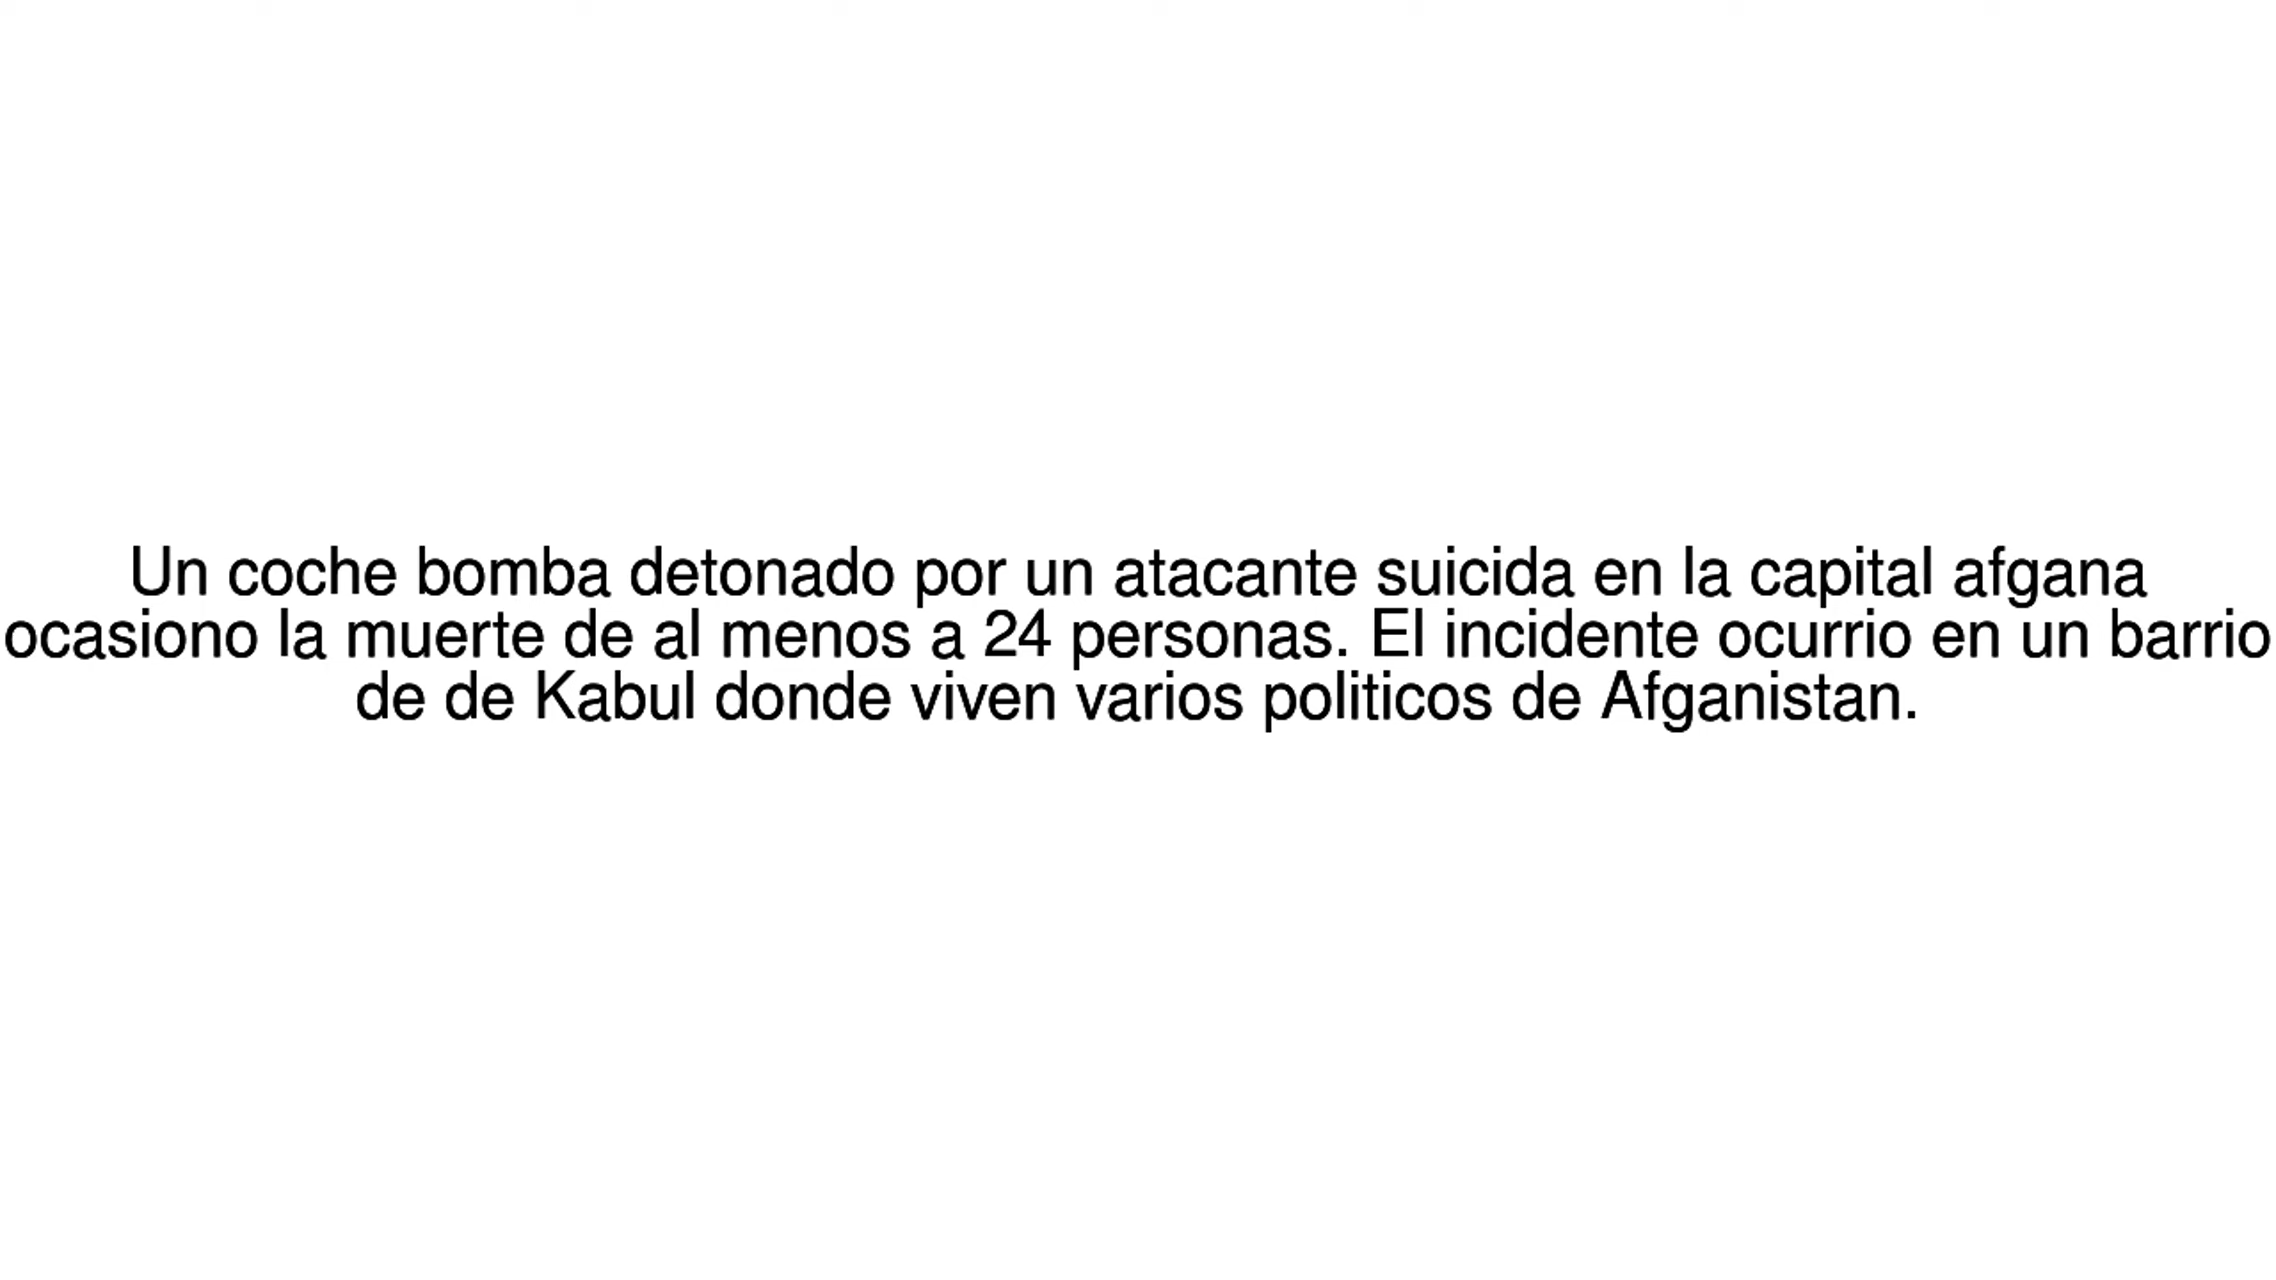 Un coche bomba detonado por un atacante suicida en la capital afgana
ocasiono la muerte de al menos a 24 personas. El incidente ocurrio en un barrio
de de Kabul donde viven varios politicos de Afganistan.